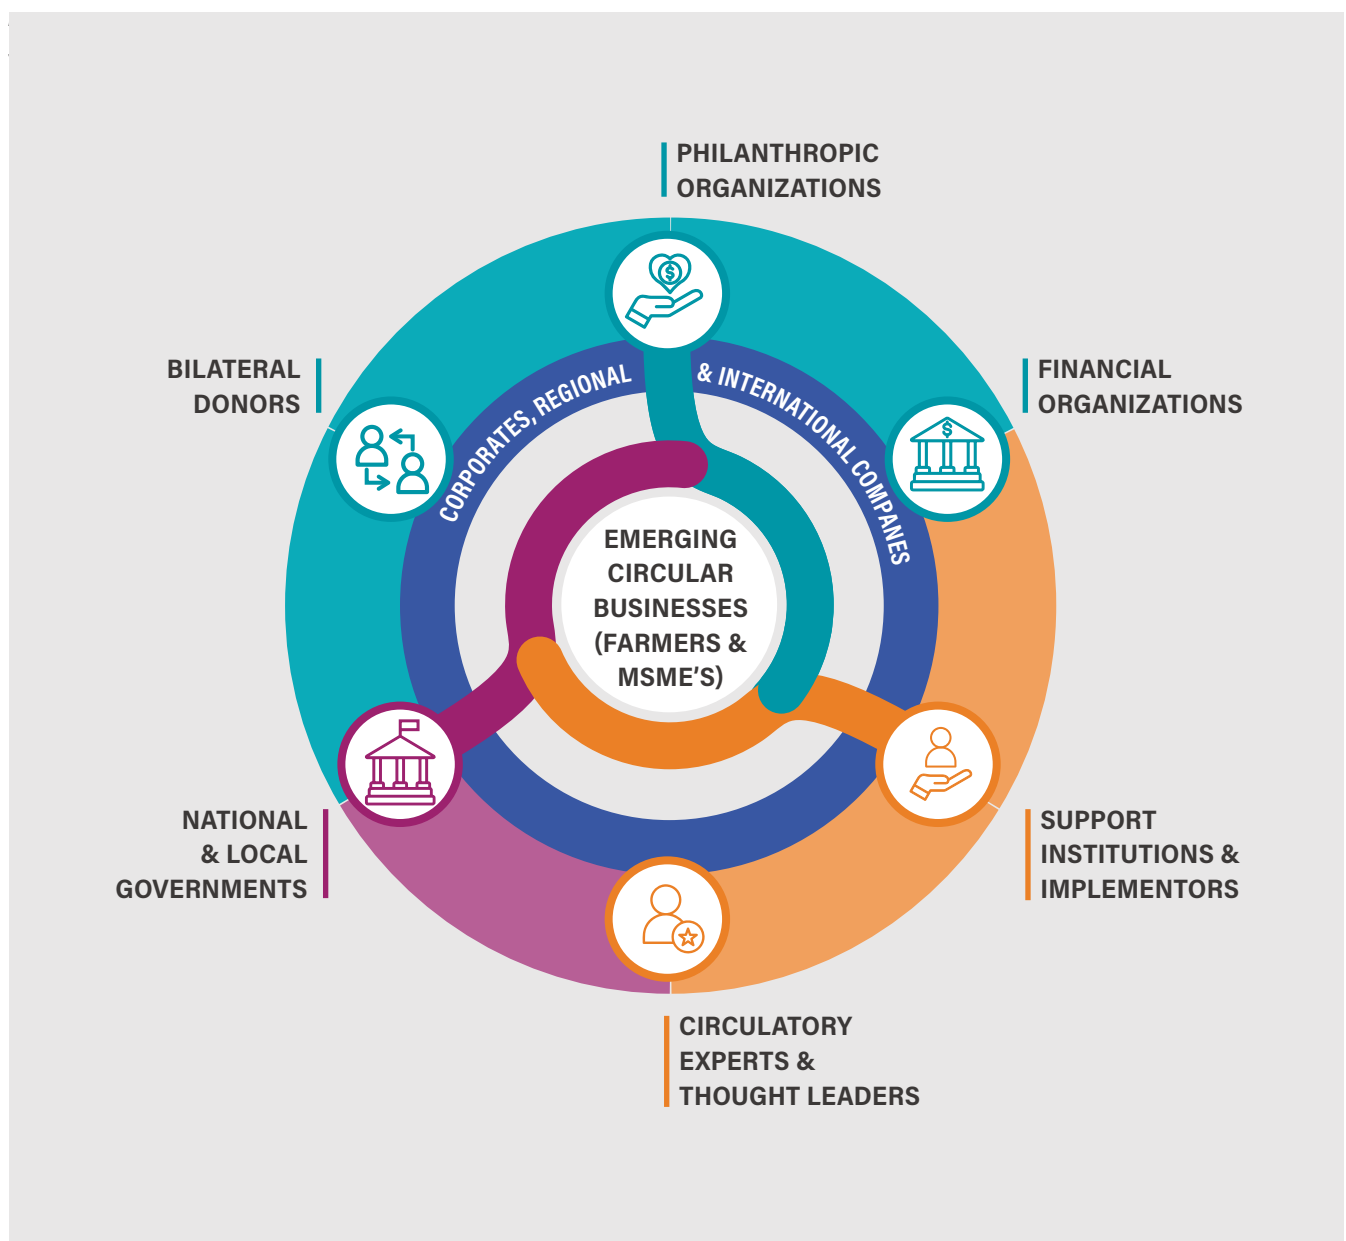 PHILANTHROPIC
ORGANIZATIONS
BILATERAL
DONORS
FINANCIAL
ORGANIZATIONS
CORPORATES, REGIONAL & INTERNATIONAL COMPANES
EMERGING
CIRCULAR
BUSINESSES
(FARMERS &
MSME'S)
NATIONAL
& LOCAL
GOVERNMENTS
SUPPORT
INSTITUTIONS &
IMPLEMENTORS
CIRCULATORY
EXPERTS &
THOUGHT LEADERS